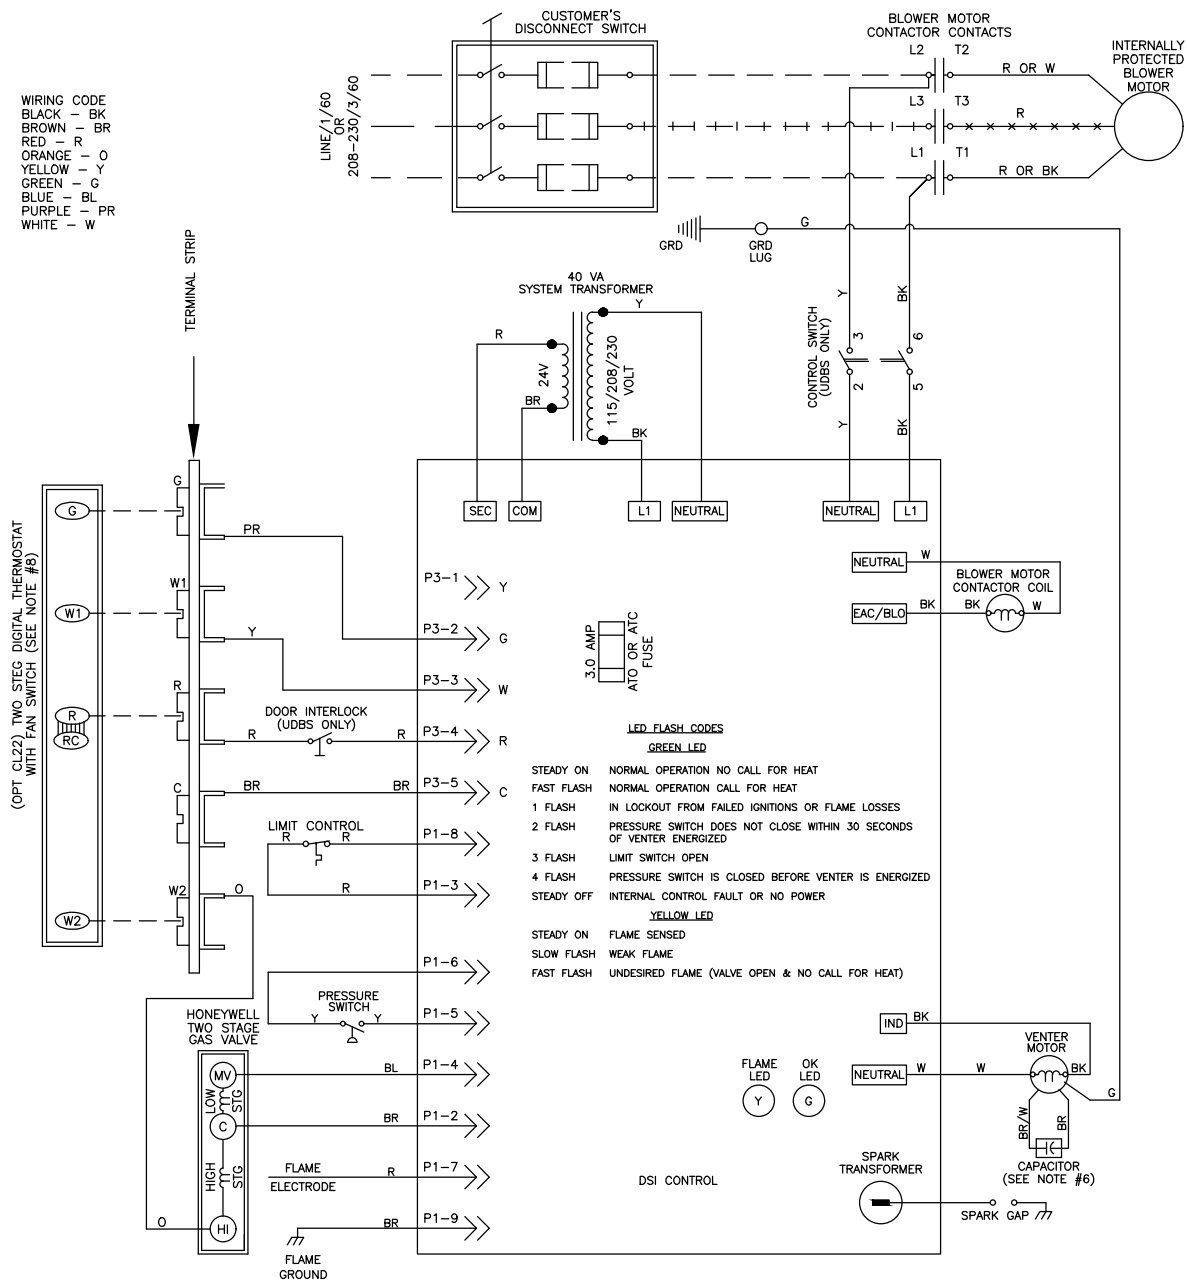 CUSTOMER'S
DISCONNECT SWITCH
BLOWER MOTOR
CONTACTOR CONTACTS
L2 T2
R OR W
INTERNALLY
PROTECTED
BLOWER
MOTOR
L3 T3
R
L1 T1
R OR BK
LINE/1/60
OR
208-230/3/60
WIRING CODE
BLACK - BK
BROWN - BR
RED - R
ORANGE - O
YELLOW - Y
GREEN - G
BLUE - BL
PURPLE - PR
WHITE - W
GRD
GRD
LUG
G
TERMINAL STRIP
40 VA
SYSTEM TRANSFORMER
Y
R
24V
BR
115/208/230
VOLT
BK
Y
BK
CONTROL SWITCH
(UDBS ONLY)
3
6
2
5
Y
BK
SEC
COM
L1
NEUTRAL
NEUTRAL
L1
(OPT CL22) TWO STEG DIGITAL THERMOSTAT
WITH FAN SWITCH (SEE NOTE #8)
G
W1
R
RC
W2
G
PR
W1
Y
R
R
DOOR INTERLOCK
(UDBS ONLY)
R
C
BR
BR
W2
O
LIMIT CONTROL
R R
R
PRESSURE
SWITCH
Y Y
P3-1
Y
P3-2
G
P3-3
W
P3-4
R
P3-5
C
P1-8
P1-3
P1-6
P1-5
P1-4
P1-2
P1-7
P1-9
3.0 AMP
ATO OR ATC
FUSE
NEUTRAL
W
BLOWER MOTOR
CONTACTOR COIL
EAC/BLO
BK BK W
LED FLASH CODES
GREEN LED
STEADY ON NORMAL OPERATION NO CALL FOR HEAT
FAST FLASH NORMAL OPERATION CALL FOR HEAT
1 FLASH IN LOCKOUT FROM FAILED IGNITIONS OR FLAME LOSSES
2 FLASH PRESSURE SWITCH DOES NOT CLOSE WITHIN 30 SECONDS
OF VENTER ENERGIZED
3 FLASH LIMIT SWITCH OPEN
4 FLASH PRESSURE SWITCH IS CLOSED BEFORE VENTER IS ENERGIZED
STEADY OFF INTERNAL CONTROL FAULT OR NO POWER
YELLOW LED
STEADY ON FLAME SENSED
SLOW FLASH WEAK FLAME
FAST FLASH UNDESIRED FLAME (VALVE OPEN & NO CALL FOR HEAT)
HONEYWELL
TWO STAGE
GAS VALVE
MV
LOW
STG
C
HIGH
STG
HI
O
BL
BR
FLAME
ELECTRODE
R
BR
FLAME
GROUND
FLAME
LED
Y
OK
LED
G
IND
BK
VENTER
MOTOR
NEUTRAL
W W
BK
G
BR/W
BR
CAPACITOR
(SEE NOTE #6)
DSI CONTROL
SPARK
TRANSFORMER
SPARK GAP